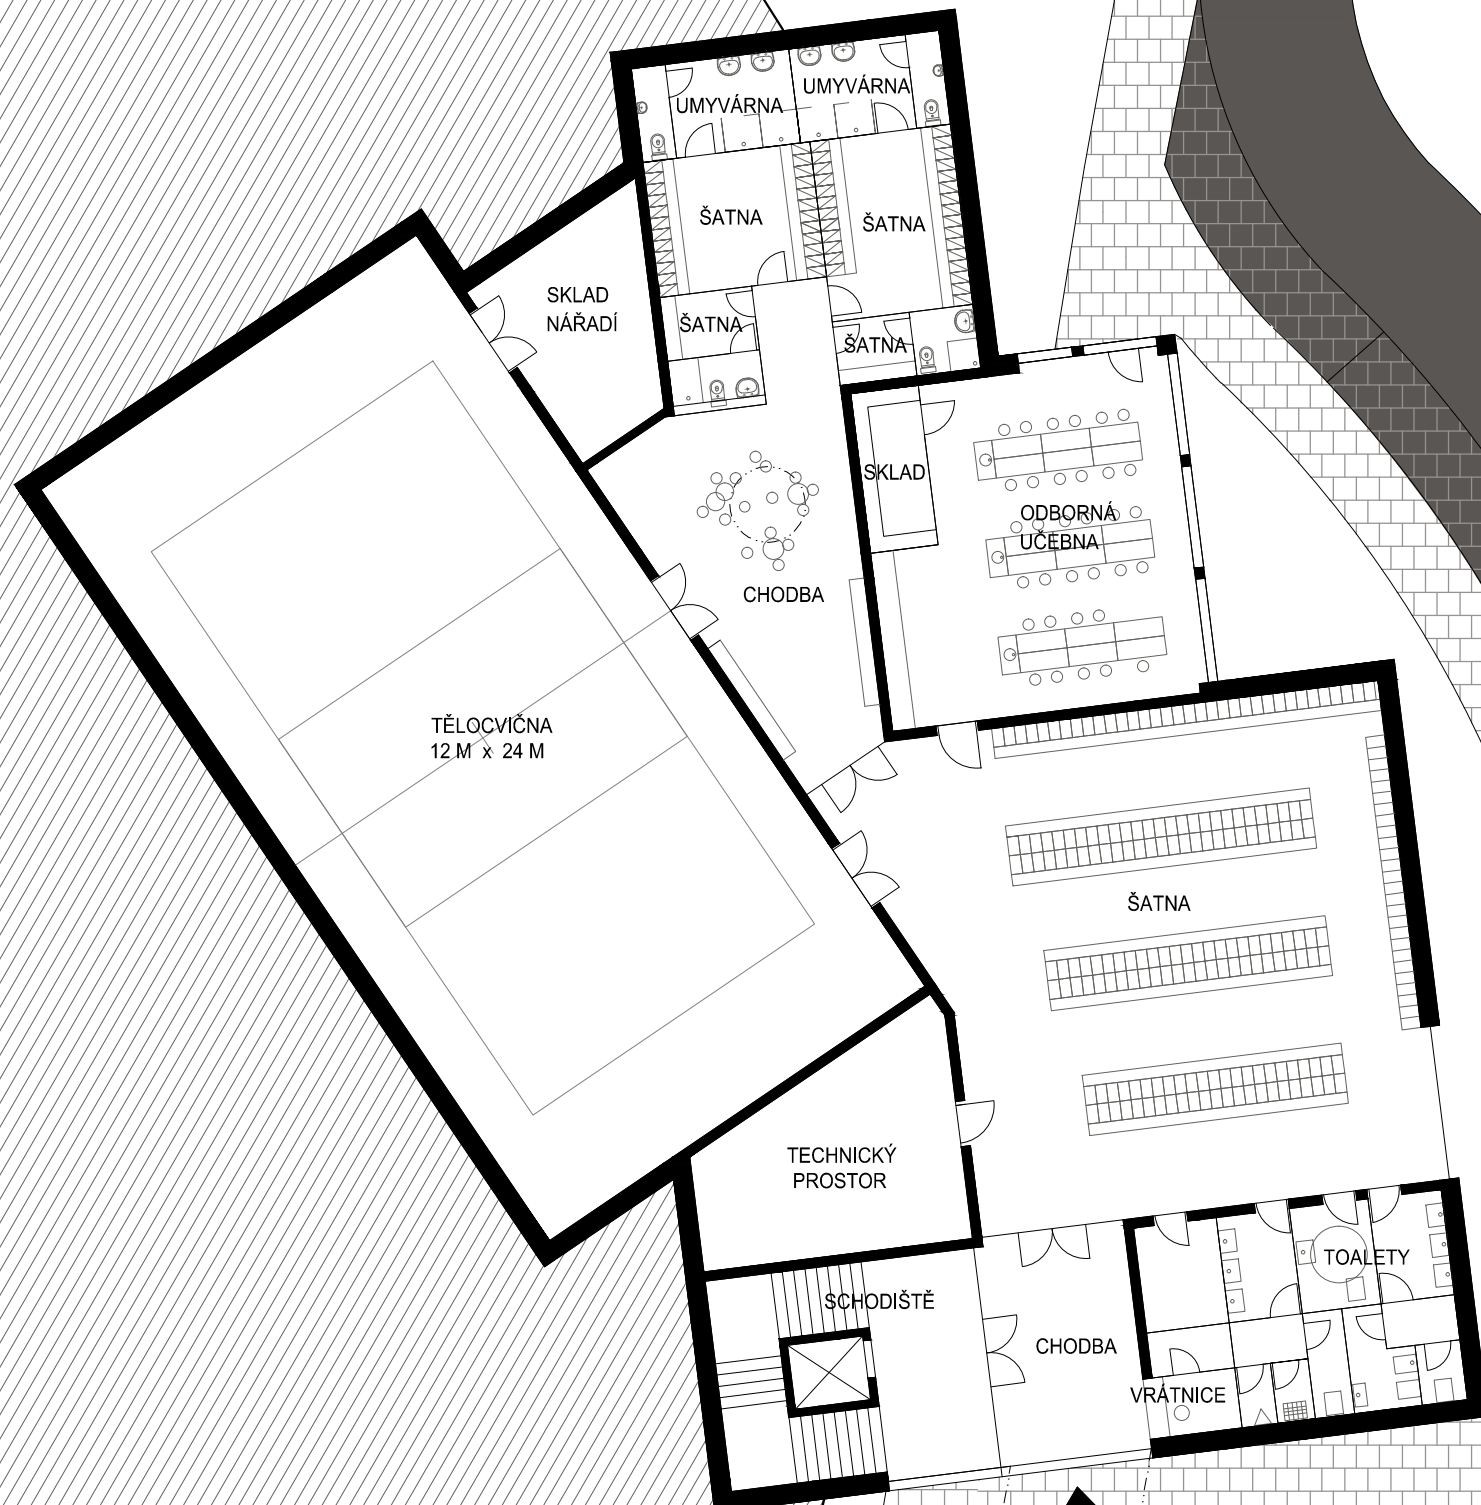 UMYVÁRNA
UMYVÁRNA
ŠATNA
ŠATNA
SKLAD
NÁŘADÍ
ŠATNA
ŠATNA
SKLAD
ODBORNÁ
UČEBNA
CHODBA
TĚLOCVIČNA
12 M x 24 M
ŠATNA
TECHNICKÝ
PROSTOR
TOALETY
SCHODIŠTĚ
CHODBA
VRÁTNICE